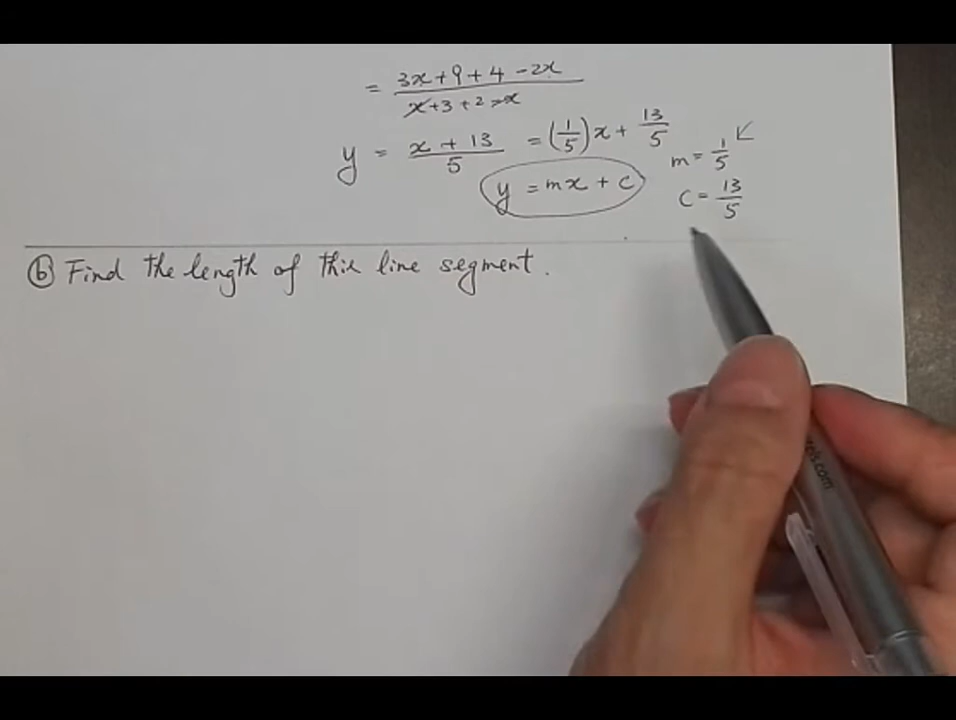 = (3x + 9 + 4 - 2x) / (x + 3 + 2 - x)
y = (x + 13) / 5 = (1/5)x + 13/5
m = 1/5
y = mx + c
c = 13/5
ⓑ Find the length of this line segment.